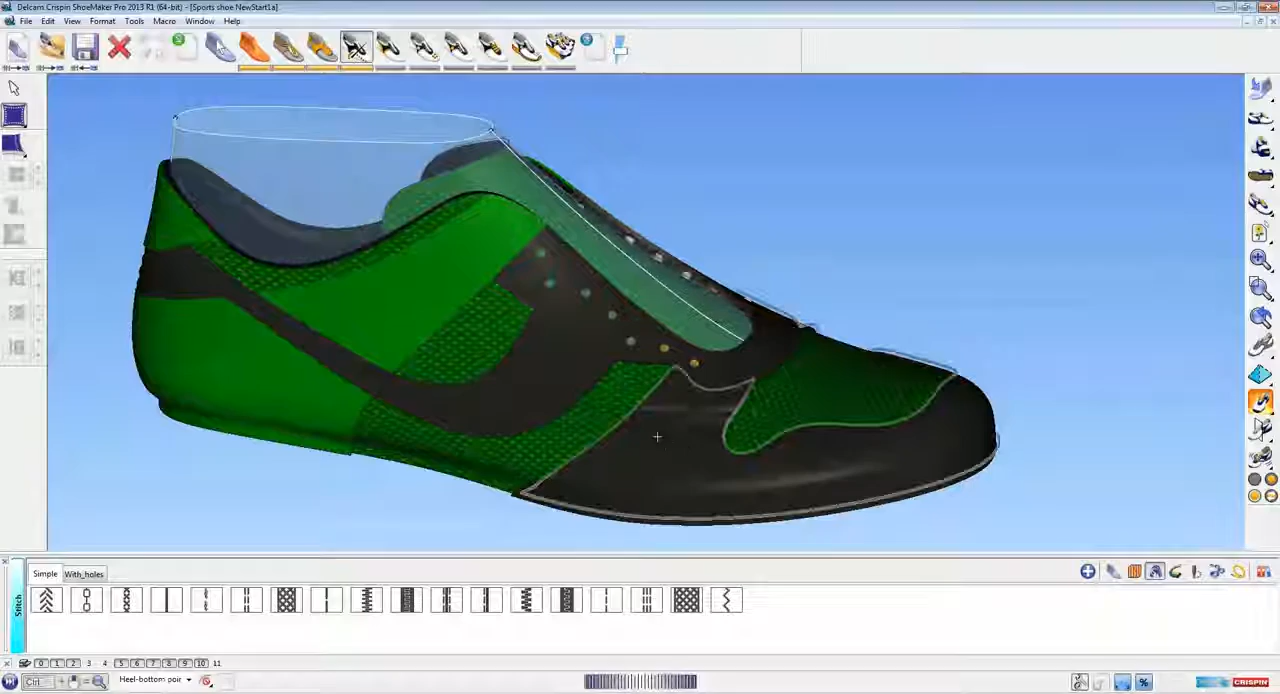 Delcam Crispin ShoeMaker Pro 2013 R1 (64-bit) - [Sports shoe NewStart1a]
File Edit View Format Tools Macro Window Help
Simple With_holes
Stitch
0 1 2 3 4 5 6 7 8 9 10 11
Ctrl + = Heel-bottom poir %
CRISPIN